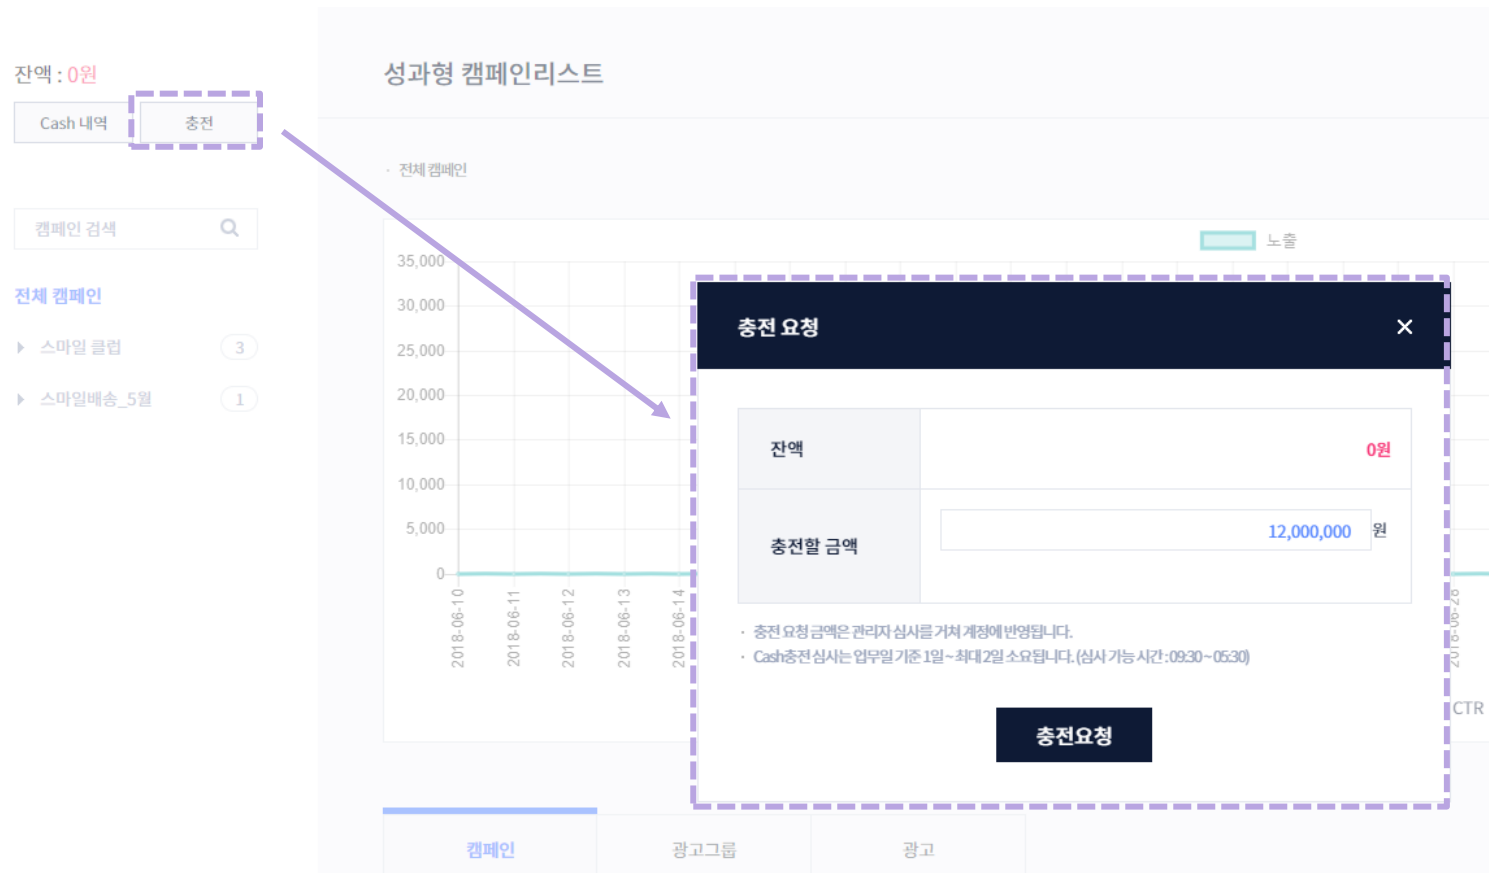 잔액 : 0원
Cash 내역
충전
캠페인 검색
전체 캠페인
스마일 클럽
3
스마일배송_5월
1
성과형 캠페인리스트
· 전체 캠페인
노출
35,000
30,000
25,000
20,000
15,000
10,000
5,000
0
2018-06-10
2018-06-11
2018-06-12
2018-06-13
2018-06-14
2018-06-28
CTR
충전 요청
잔액
0원
충전할 금액
12,000,000 원
· 충전 요청 금액은 관리자 심사를 거쳐 계정에 반영됩니다.
· Cash충전 심사는 업무일 기준 1일 ~ 최대 2일 소요됩니다. (심사 가능 시간 : 09:30 ~ 05:30)
충전요청
캠페인
광고그룹
광고